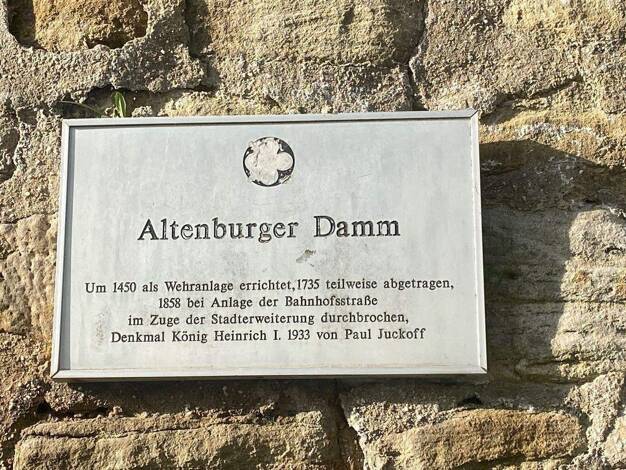 Altenburger Damm
Um 1450 als Wehranlage errichtet, 1735 teilweise abgetragen,
1858 bei Anlage der Bahnhofsstraße
im Zuge der Stadterweiterung durchbrochen,
Denkmal König Heinrich I. 1933 von Paul Juckoff